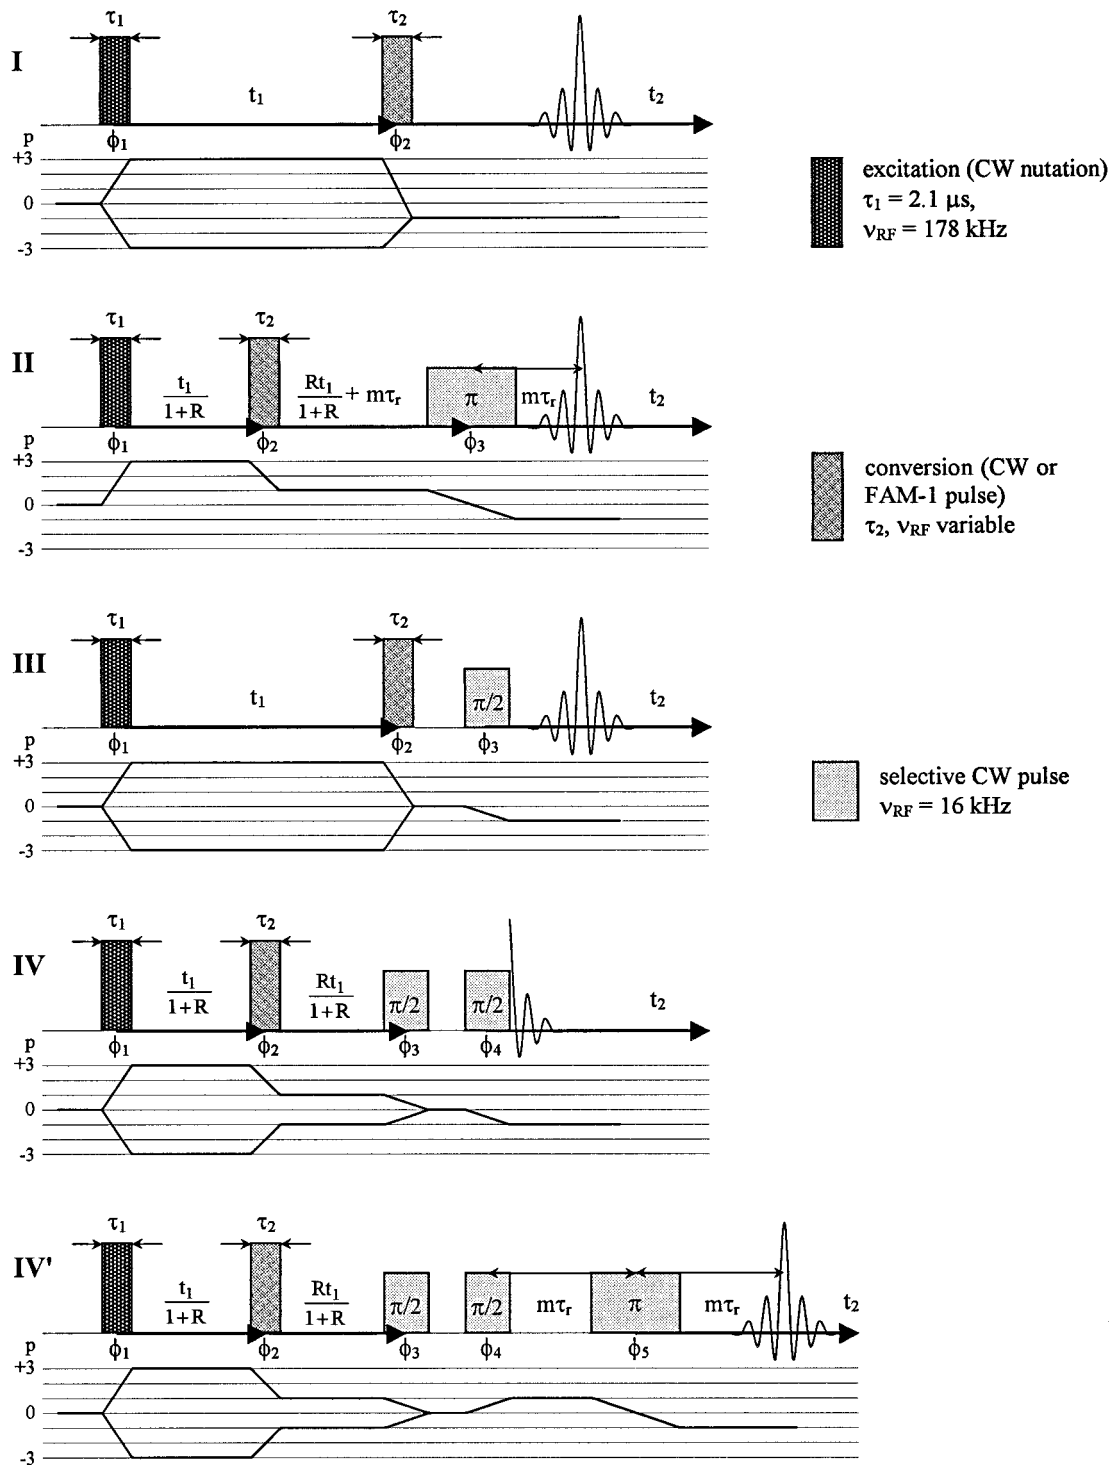 I
τ1
τ2
t1
t2
ϕ1
ϕ2
p
+3
0
-3
excitation (CW nutation)
τ1 = 2.1 μs,
νRF = 178 kHz
II
τ1
τ2
t1/1+R
Rt1/1+R + mτr
π
mτr
t2
ϕ1
ϕ2
ϕ3
p
+3
0
-3
conversion (CW or
FAM-1 pulse)
τ2, νRF variable
III
τ1
τ2
t1
π/2
t2
ϕ1
ϕ2
ϕ3
p
+3
0
-3
selective CW pulse
νRF = 16 kHz
IV
τ1
τ2
t1/1+R
Rt1/1+R
π/2
π/2
t2
ϕ1
ϕ2
ϕ3
ϕ4
p
+3
0
-3
IV'
τ1
τ2
t1/1+R
Rt1/1+R
π/2
π/2
mτr
π
mτr
t2
ϕ1
ϕ2
ϕ3
ϕ4
ϕ5
p
+3
0
-3